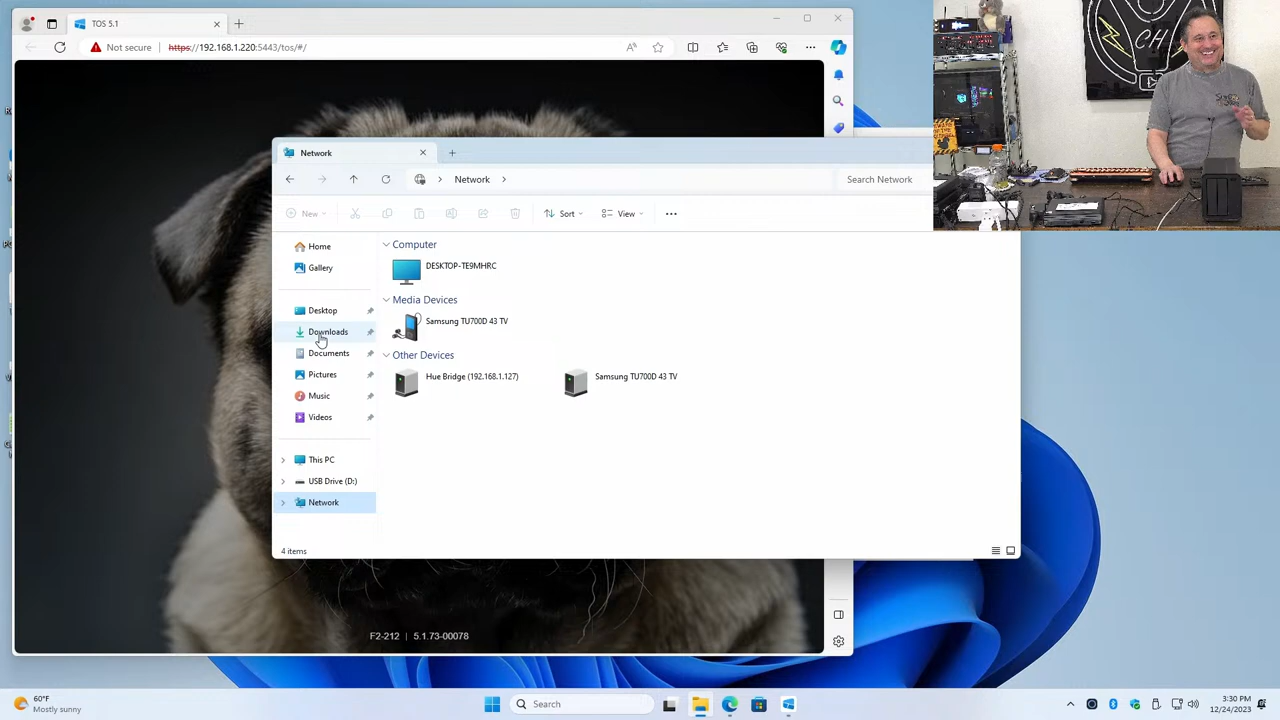 TOS 5.1
Not secure
https://192.168.1.220:54
/#/
Network
Network
Search Network
New
Sort
View
Home
Gallery
Desktop
Downloads
Documents
Pictures
Music
Videos
This PC
USB Drive (D:)
Network
Computer
DESKTOP-TE9MHRC
Media Devices
Samsung TU700D 43 TV
Other Devices
Hue Bridge (192.168.1.127)
Samsung TU700D 43 TV
4 items
F2-212 | 5.1.73-00078
60°F
Mostly sunny
Search
3:30 PM
12/24/2023
CH